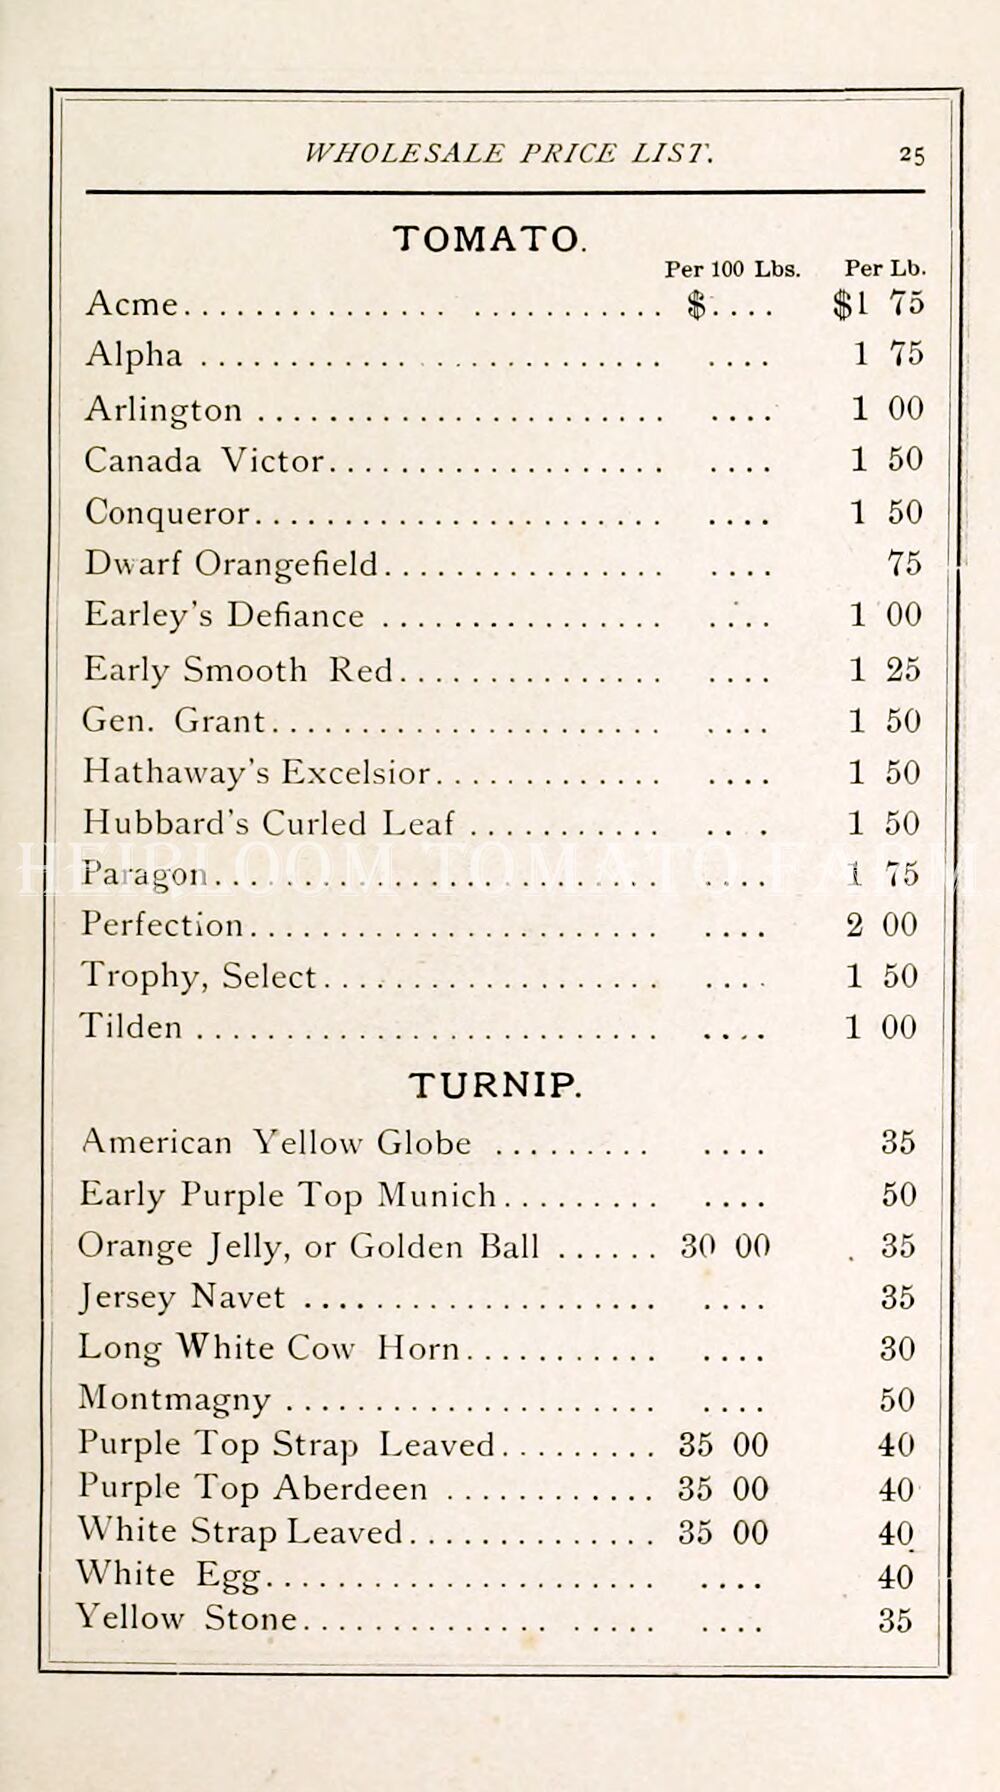 WHOLESALE PRICE LIST. 25
TOMATO.
Per 100 Lbs. Per Lb.
Acme.......................... $.... $1 75
Alpha .......................... .... 1 75
Arlington ....................... .... 1 00
Canada Victor................... .... 1 50
Conqueror....................... .... 1 50
Dwarf Orangefield................ .... 75
Earley's Defiance ................ .... 1 00
Early Smooth Red............... .... 1 25
Gen. Grant...................... .... 1 50
Hathaway's Excelsior............. .... 1 50
Hubbard's Curled Leaf ........... .... 1 50
HEIRLOOM TOMATO FARM
Paragon......................... .... 1 75
Perfection....................... .... 2 00
Trophy, Select................... .... 1 50
Tilden .......................... .... 1 00
TURNIP.
American Yellow Globe ......... .... 35
Early Purple Top Munich......... .... 50
Orange Jelly, or Golden Ball ...... 30 00 35
Jersey Navet .................... .... 35
Long White Cow Horn........... .... 30
Montmagny ..................... .... 50
Purple Top Strap Leaved......... 35 00 40
Purple Top Aberdeen ............ 35 00 40
White Strap Leaved.............. 35 00 40
White Egg...................... .... 40
Yellow Stone.................... .... 35